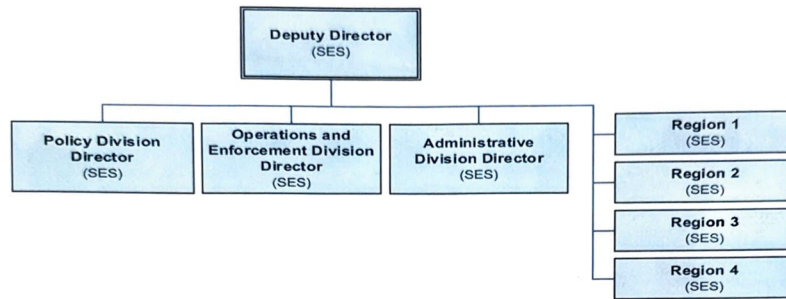 Deputy Director
(SES)
Policy Division
Director
(SES)
Operations and
Enforcement Division
Director
(SES)
Administrative
Division Director
(SES)
Region 1
(SES)
Region 2
(SES)
Region 3
(SES)
Region 4
(SES)